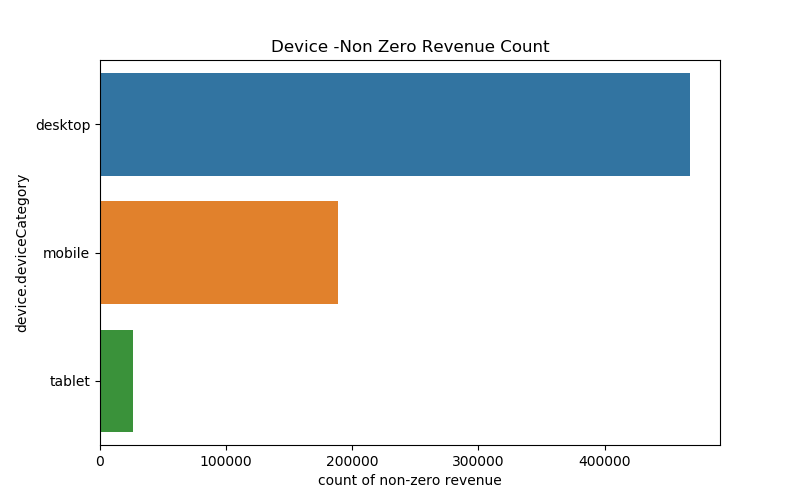 Device -Non Zero Revenue Count
device.deviceCategory
desktop
mobile
tablet
0 100000 200000 300000 400000
count of non-zero revenue